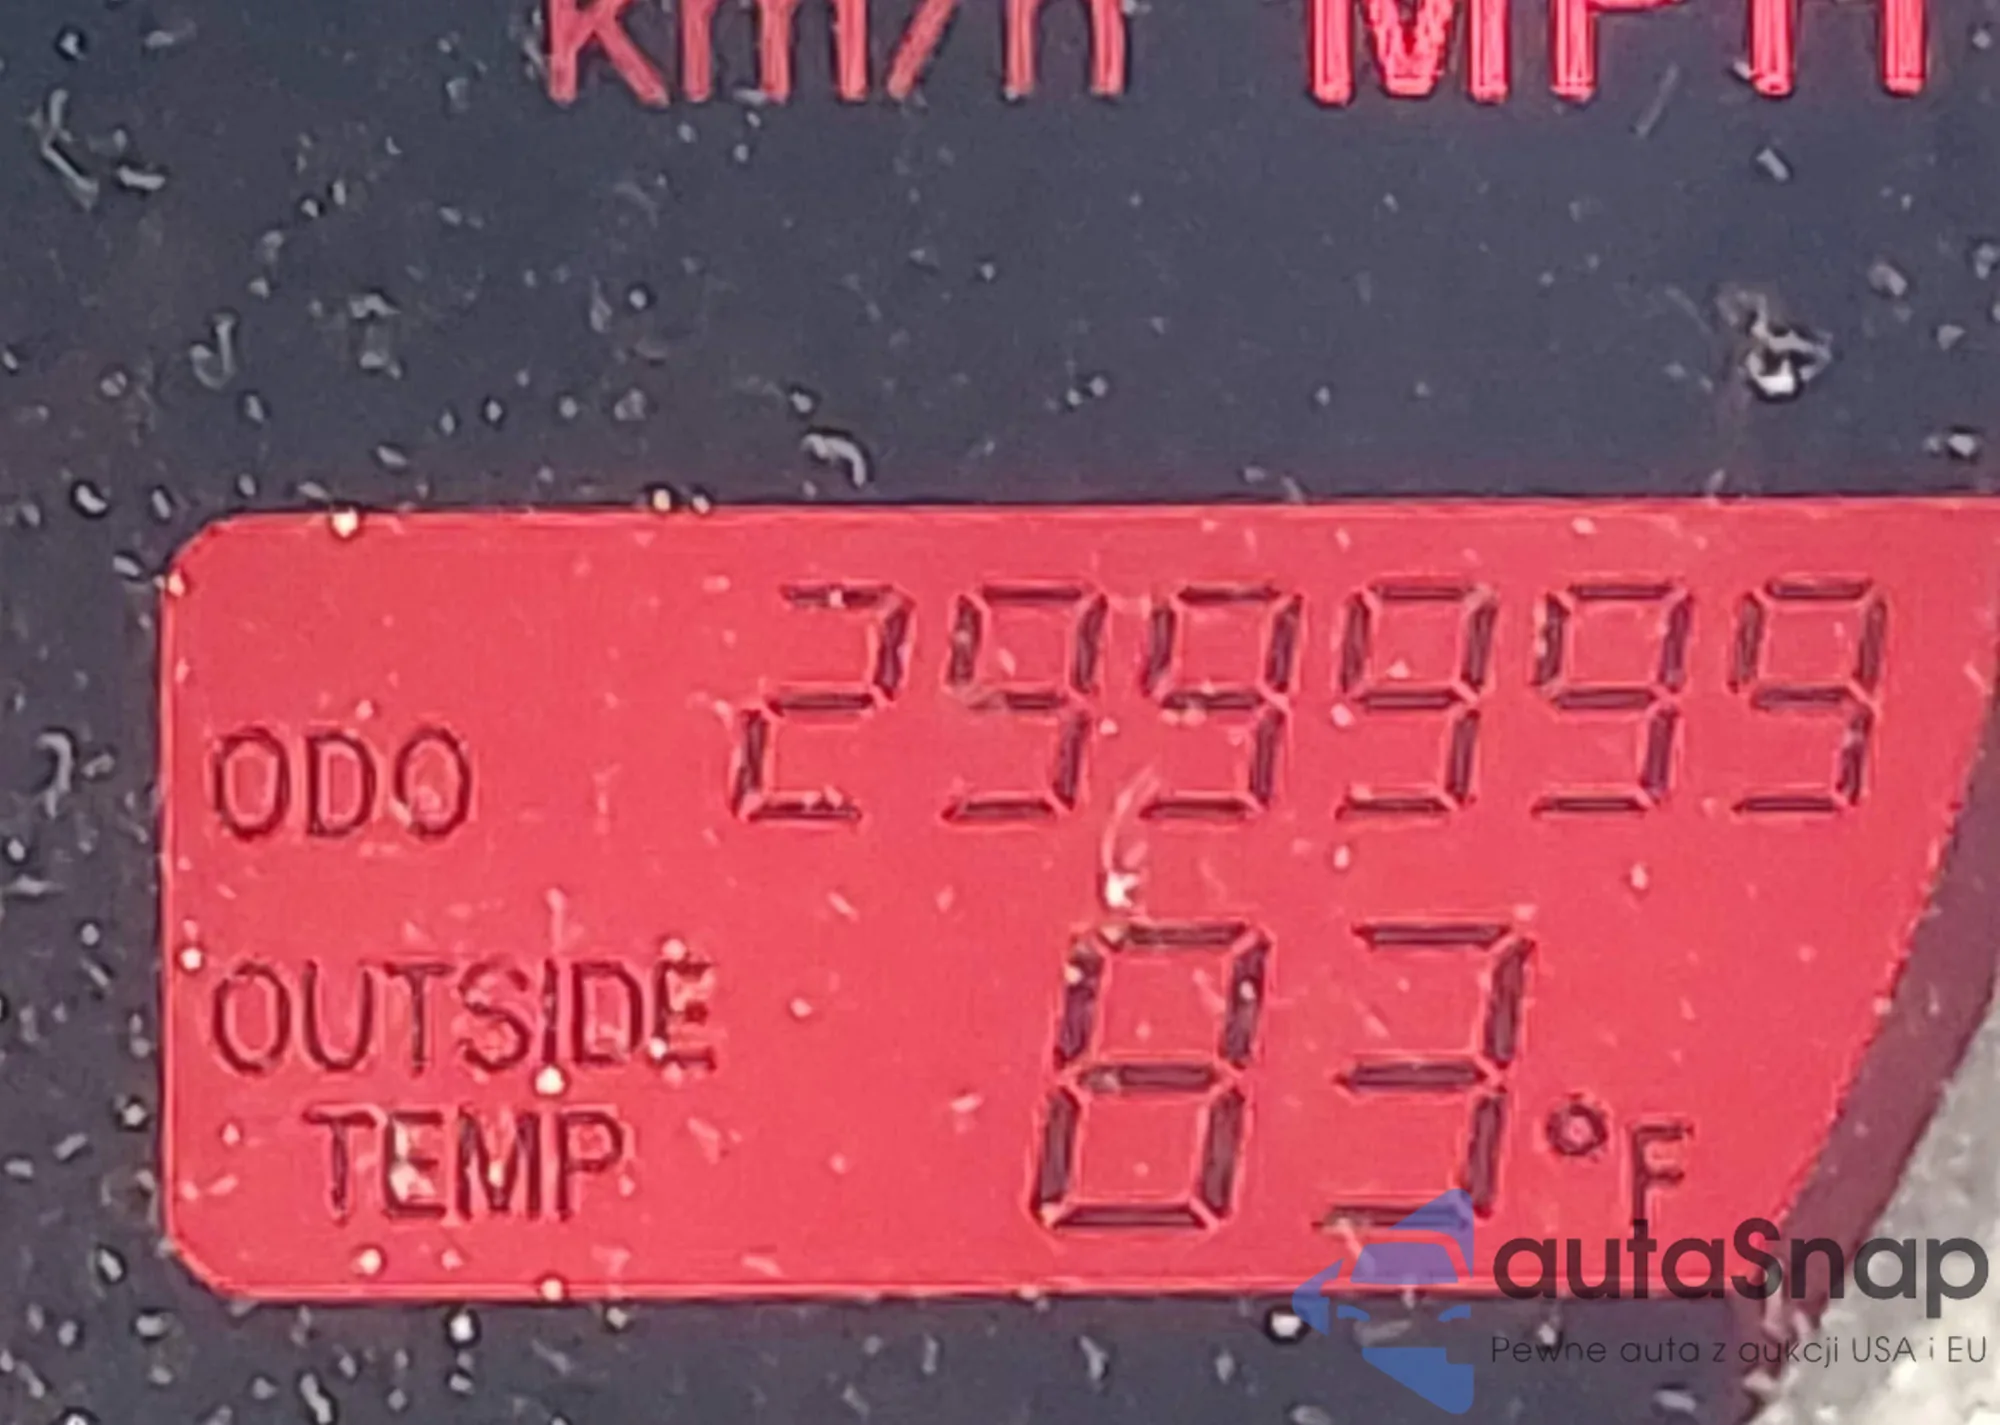 km/h MPH
ODO 299999
OUTSIDE
TEMP 83°F
autaSnap
Pewne auta z aukcji USA i EU